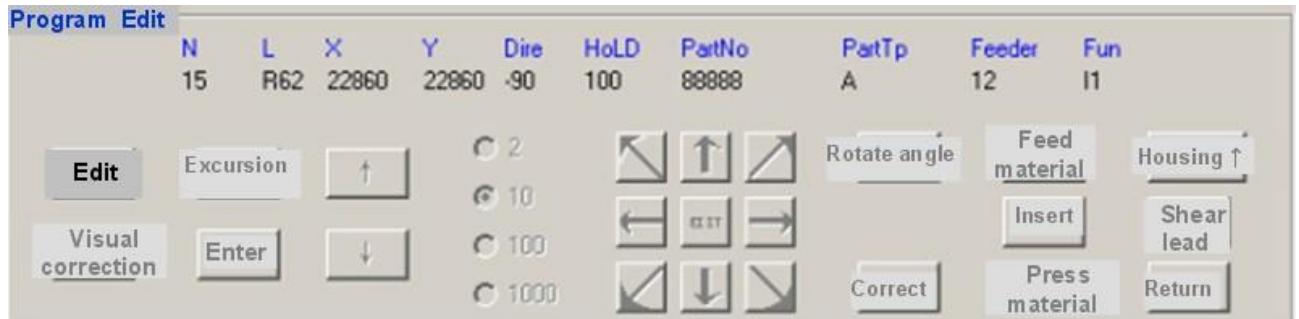 Program Edit
N L X Y Dire HoLD PartNo PartTp Feeder Fun
15 R62 22860 22860 -90 100 88888 A 12 I1
Edit
Excursion
↑
2
10
100
1000
Rotate angle
Feed
material
Housing ↑
Visual
correction
Enter
↓
EXIT
Insert
Shear
lead
Correct
Press
material
Return